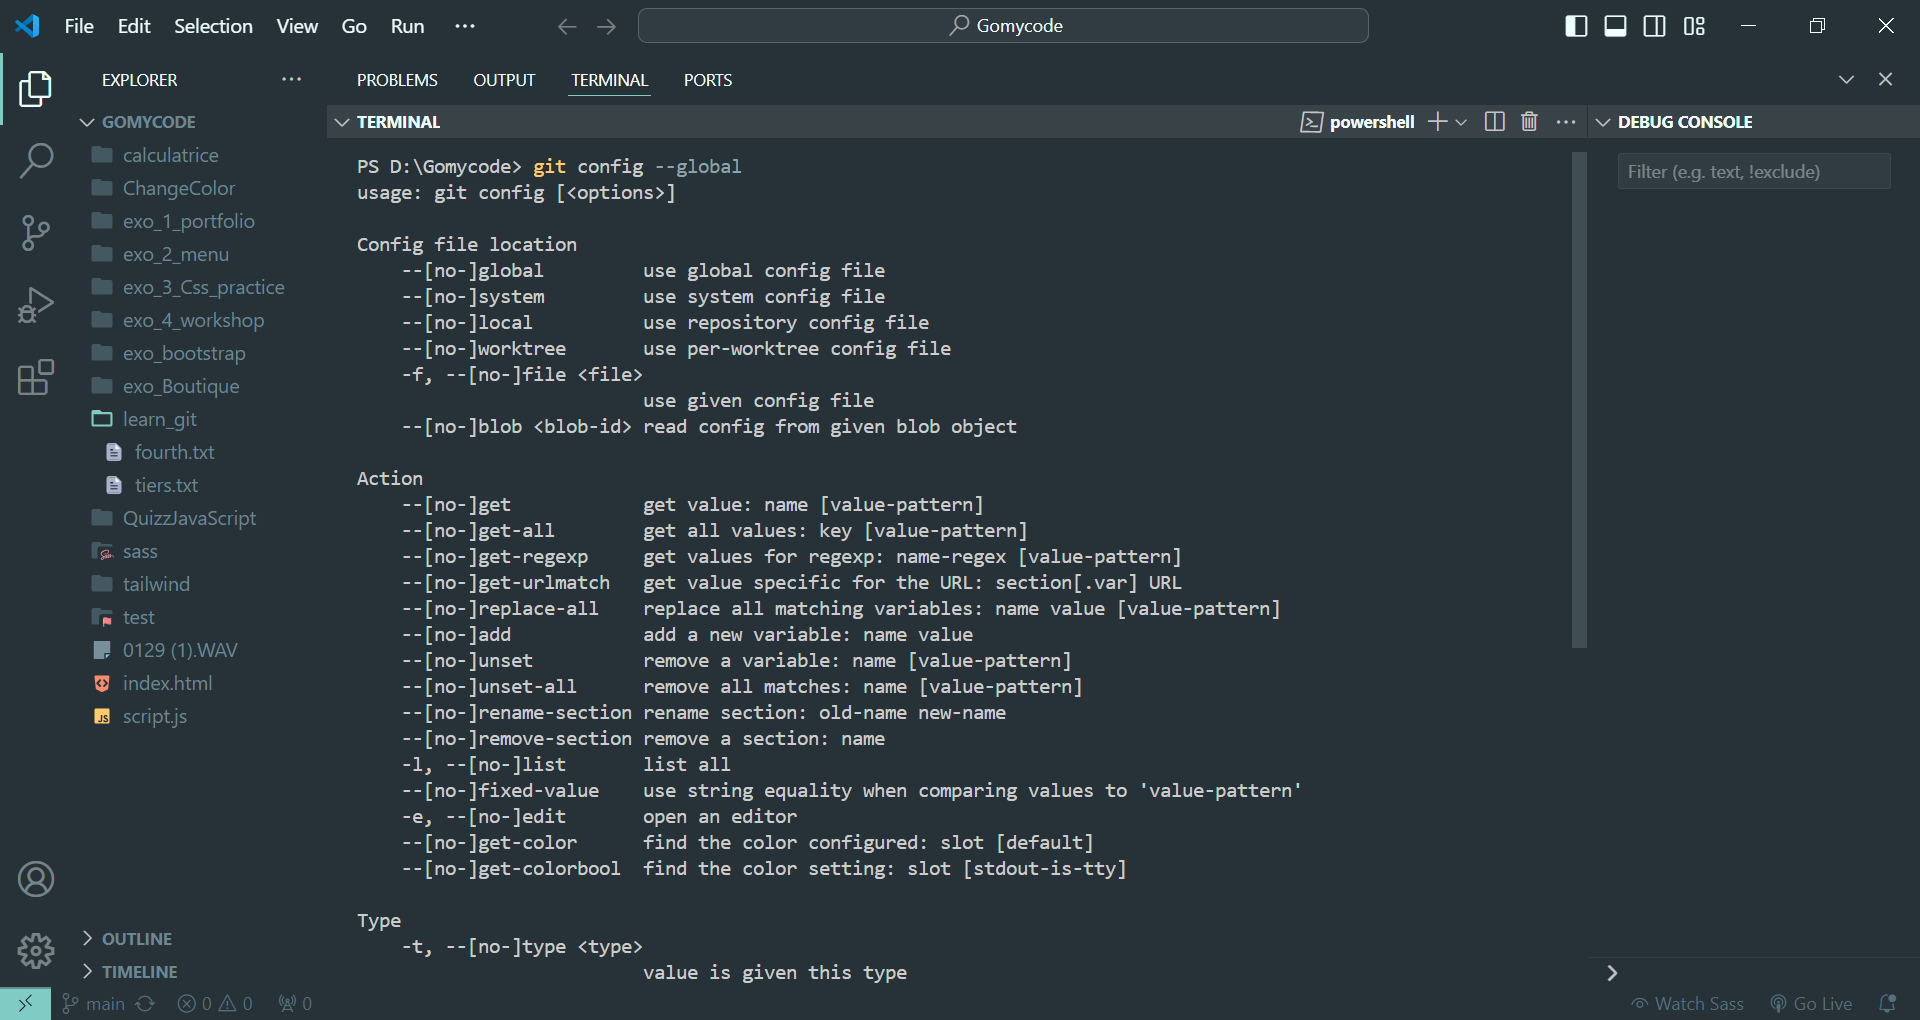 File Edit Selection View Go Run ··· Gomycode
EXPLORER ···
GOMYCODE
calculatrice
ChangeColor
exo_1_portfolio
exo_2_menu
exo_3_Css_practice
exo_4_workshop
exo_bootstrap
exo_Boutique
learn_git
fourth.txt
tiers.txt
QuizzJavaScript
sass
tailwind
test
0129 (1).WAV
index.html
script.js
OUTLINE
TIMELINE
PROBLEMS OUTPUT TERMINAL PORTS
TERMINAL powershell
PS D:\Gomycode> git config --global
usage: git config [<options>]
Config file location
--[no-]global use global config file
--[no-]system use system config file
--[no-]local use repository config file
--[no-]worktree use per-worktree config file
-f, --[no-]file <file>
use given config file
--[no-]blob <blob-id> read config from given blob object
Action
--[no-]get get value: name [value-pattern]
--[no-]get-all get all values: key [value-pattern]
--[no-]get-regexp get values for regexp: name-regex [value-pattern]
--[no-]get-urlmatch get value specific for the URL: section[.var] URL
--[no-]replace-all replace all matching variables: name value [value-pattern]
--[no-]add add a new variable: name value
--[no-]unset remove a variable: name [value-pattern]
--[no-]unset-all remove all matches: name [value-pattern]
--[no-]rename-section rename section: old-name new-name
--[no-]remove-section remove a section: name
-l, --[no-]list list all
--[no-]fixed-value use string equality when comparing values to 'value-pattern'
-e, --[no-]edit open an editor
--[no-]get-color find the color configured: slot [default]
--[no-]get-colorbool find the color setting: slot [stdout-is-tty]
Type
-t, --[no-]type <type>
value is given this type
DEBUG CONSOLE
Filter (e.g. text, !exclude)
main 0 0 0 Watch Sass Go Live